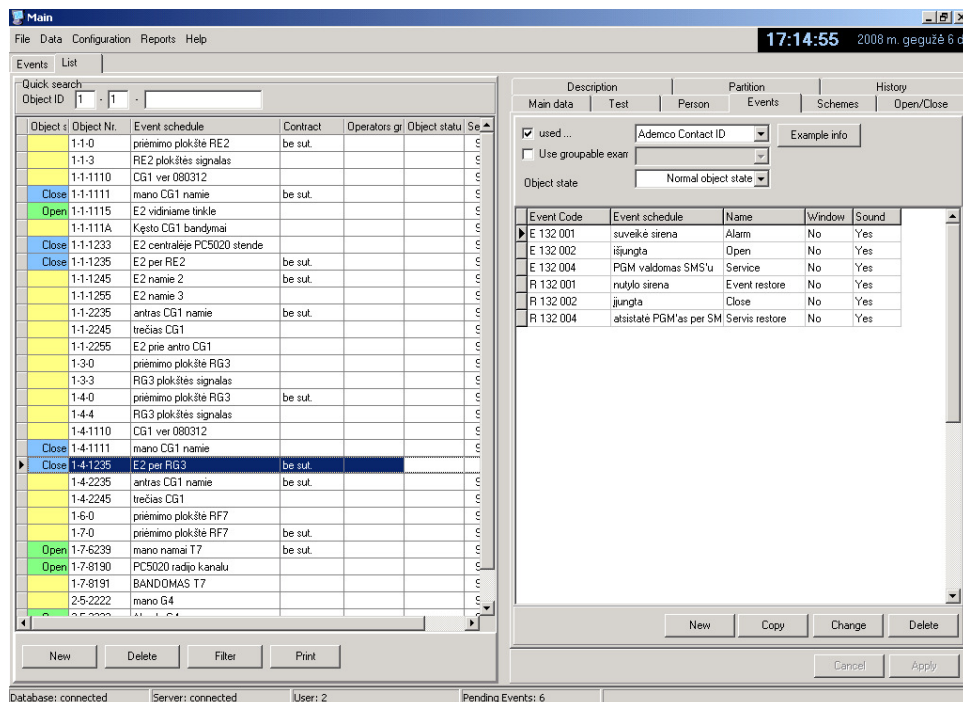 Main
File Data Configuration Reports Help
17:14:55 2008 m. gegužė 6 d
Events List
Quick search
Object ID 1 - 1 -
Object s Object Nr. Event schedule Contract Operators gr Object statu Se
1-1-0 priėmimo plokštė RE2 be sut. S
1-1-3 RE2 plokštės signalas S
1-1-1110 CG1 ver 080312 S
Close 1-1-1111 mano CG1 namie be sut. S
Open 1-1-1115 E2 vidiniame tinkle S
1-1-111A Kęsto CG1 bandymai S
Close 1-1-1233 E2 centralėje PC5020 stende S
Close 1-1-1235 E2 per RE2 be sut. S
1-1-1245 E2 namie 2 be sut. S
1-1-1255 E2 namie 3 S
1-1-2235 antras CG1 namie be sut. S
1-1-2245 trečias CG1 S
1-1-2255 E2 prie antro CG1 S
1-3-0 priėmimo plokštė RG3 S
1-3-3 RG3 plokštės signalas S
1-4-0 priėmimo plokštė RG3 be sut. S
1-4-4 RG3 plokštės signalas S
1-4-1110 CG1 ver 080312 S
Close 1-4-1111 mano CG1 namie S
Close 1-4-1235 E2 per RG3 be sut. S
1-4-2235 antras CG1 namie be sut. S
1-4-2245 trečias CG1 S
1-6-0 priėmimo plokštė RF7 S
1-7-0 priėmimo plokštė RF7 be sut. S
Open 1-7-6239 mano namai T7 be sut. S
Open 1-7-8190 PC5020 radijo kanalu S
1-7-8191 BANDOMAS T7 S
2-5-2222 mano G4 S
New Delete Filter Print
Description Partition History
Main data Test Person Events Schemes Open/Close
used ... Ademco Contact ID Example info
Use groupable exam
Object state Normal object state
Event Code Event schedule Name Window Sound
E 132 001 suveikė sirena Alarm No Yes
E 132 002 išjungta Open No Yes
E 132 004 PGM valdomas SMS'u Service No Yes
R 132 001 nutylo sirena Event restore No Yes
R 132 002 įjungta Close No Yes
R 132 004 atsistatė PGM'as per SM Servis restore No Yes
New Copy Change Delete
Cancel Apply
Database: connected Server: connected User: 2 Pending Events: 6